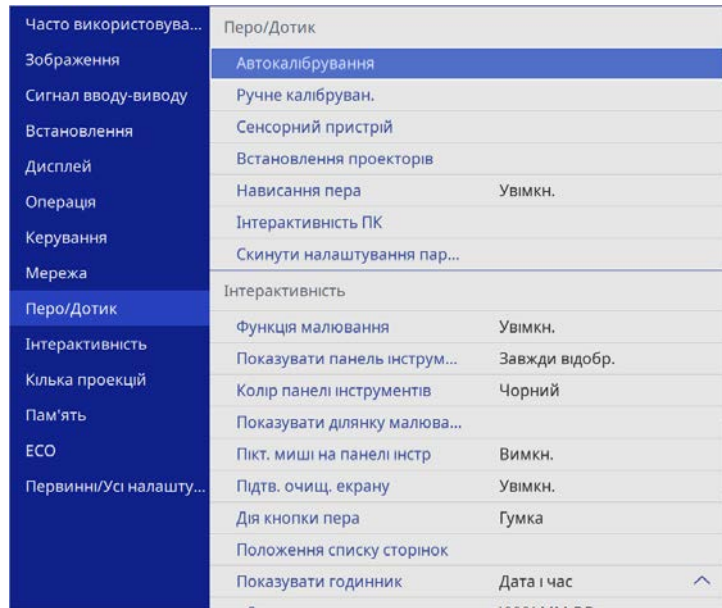 Часто використовува...
Зображення
Сигнал вводу-виводу
Встановлення
Дисплей
Операція
Керування
Мережа
Перо/Дотик
Інтерактивність
Кілька проекцій
Пам'ять
ECO
Первинні/Усі налашту...
Перо/Дотик
Автокалібрування
Ручне калібруван.
Сенсорний пристрій
Встановлення проекторів
Нависання пера Увімкн.
Інтерактивність ПК
Скинути налаштування пар...
Інтерактивність
Функція малювання Увімкн.
Показувати панель інструм... Завжди відобр.
Колір панелі інструментів Чорний
Показувати ділянку малюва...
Пікт. миші на панелі інстр Вимкн.
Підтв. очищ. екрану Увімкн.
Дія кнопки пера Гумка
Положення списку сторінок
Показувати годинник Дата і час